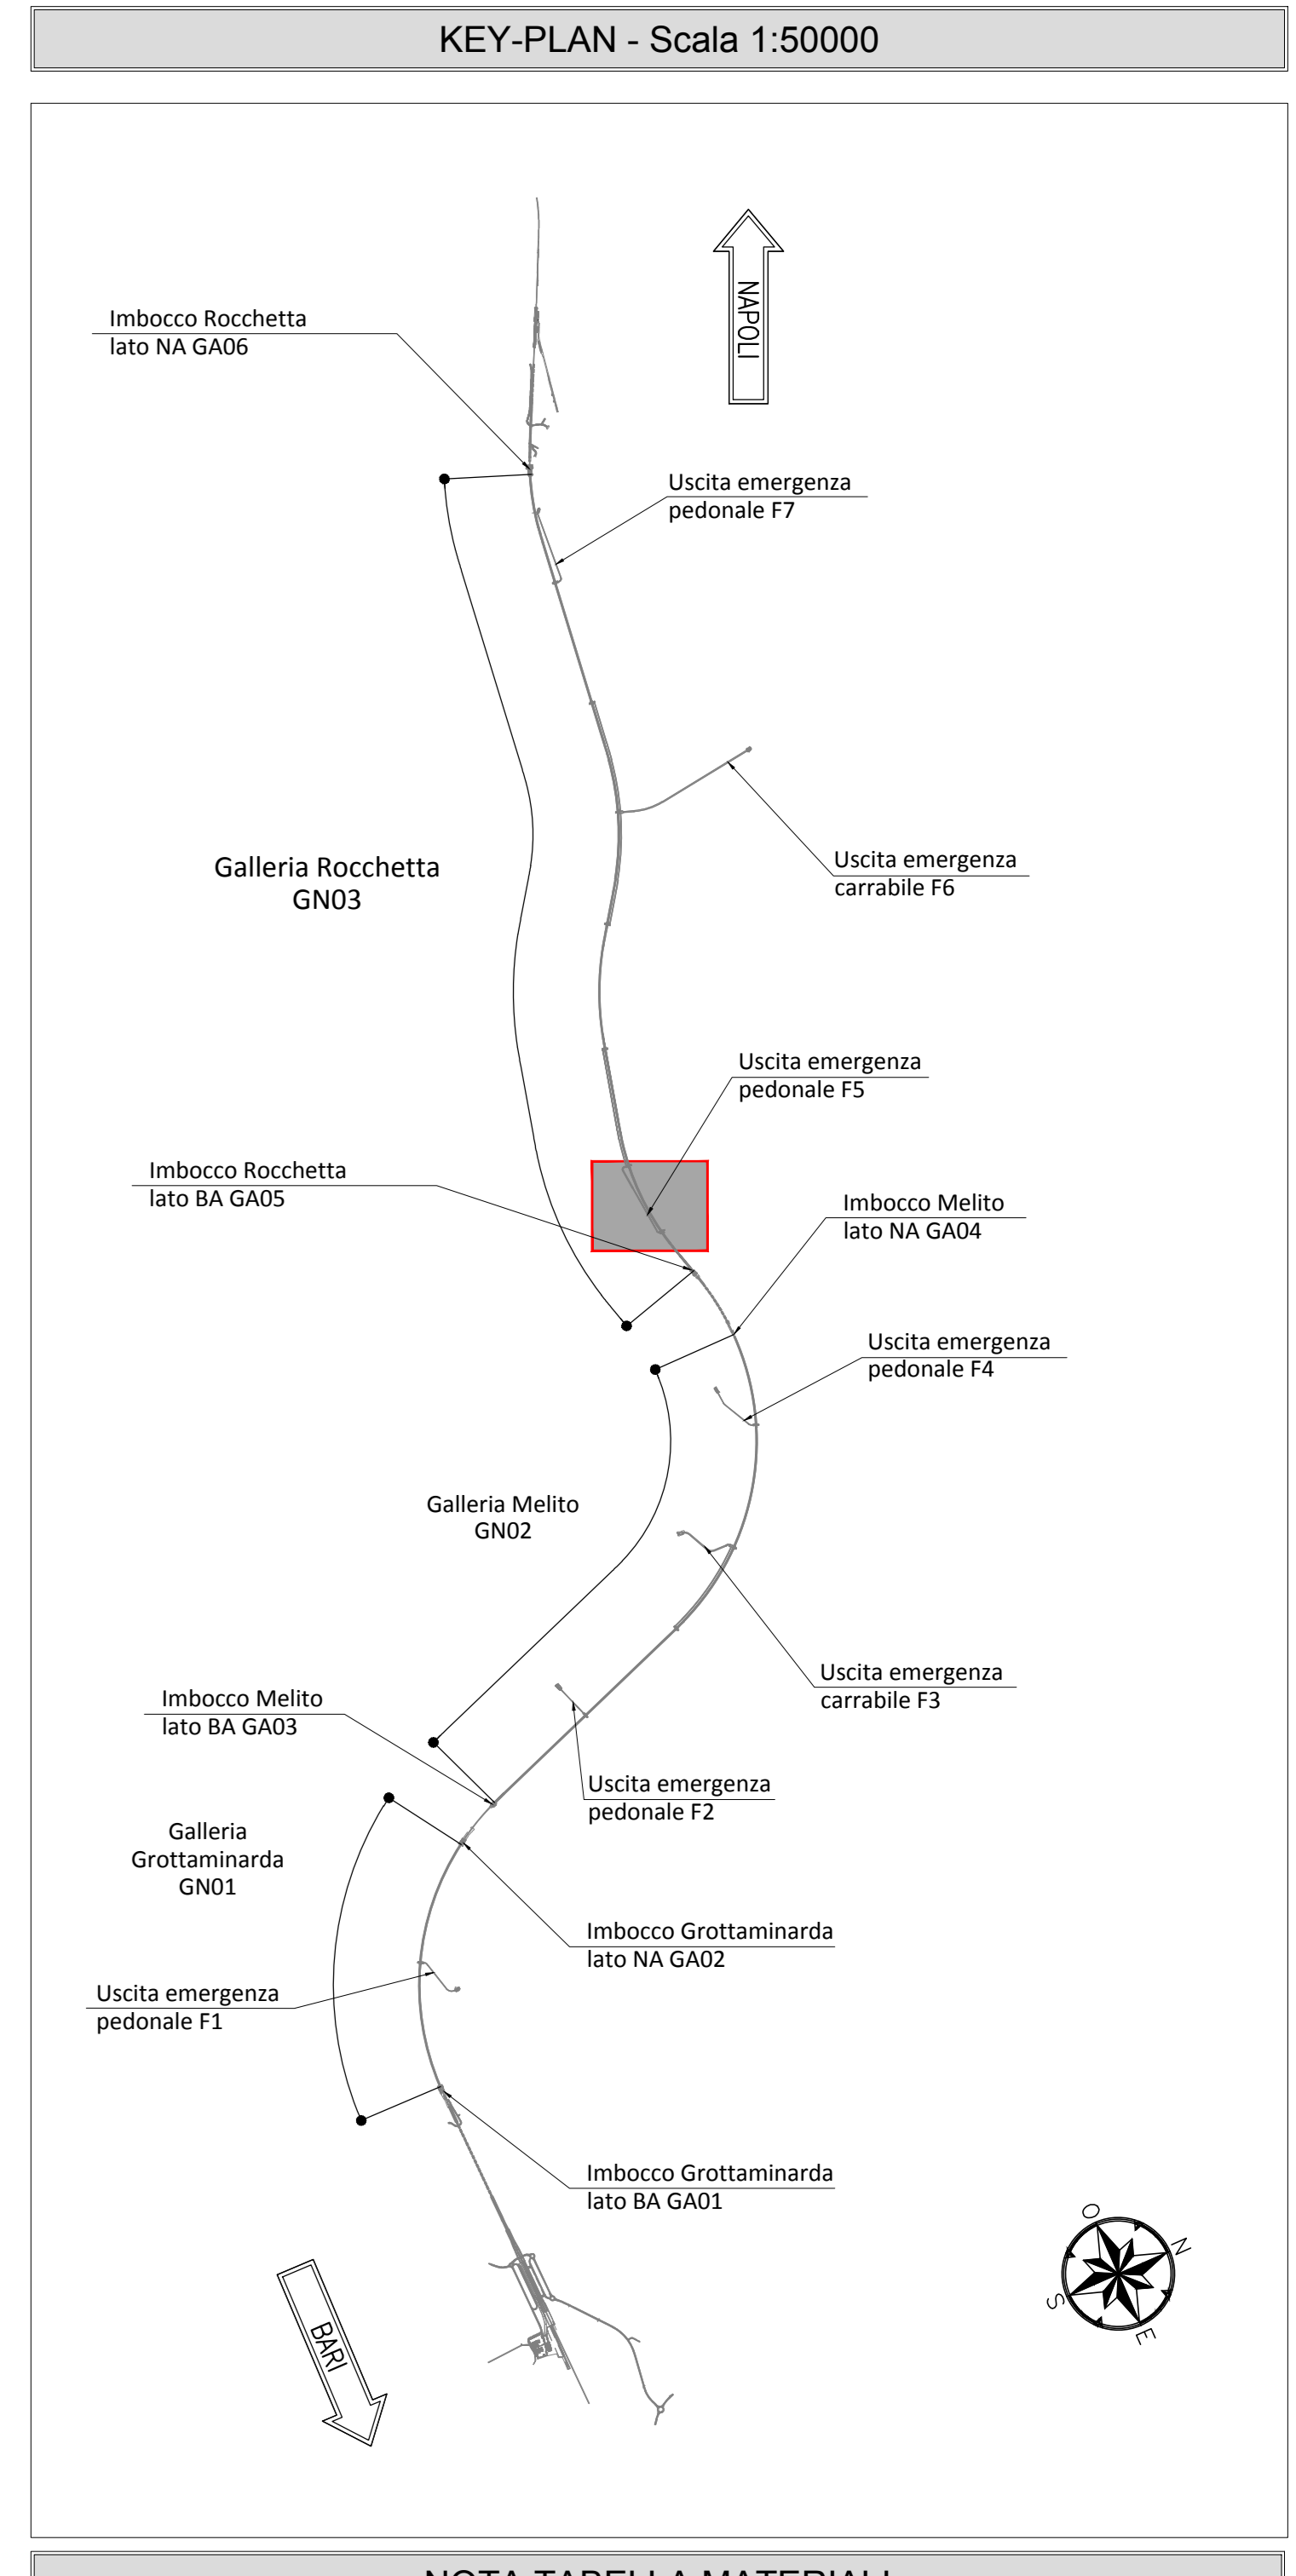 KEY-PLAN - Scala 1:50000
NAPOLI
Imbocco Rocchetta
lato NA GA06
Uscita emergenza
pedonale F7
Uscita emergenza
carrabile F6
Galleria Rocchetta
GN03
Uscita emergenza
pedonale F5
Imbocco Rocchetta
lato BA GA05
Imbocco Melito
lato NA GA04
Uscita emergenza
pedonale F4
Galleria Melito
GN02
Uscita emergenza
carrabile F3
Imbocco Melito
lato BA GA03
Uscita emergenza
pedonale F2
Galleria
Grottaminarda
GN01
Imbocco Grottaminarda
lato NA GA02
Uscita emergenza
pedonale F1
Imbocco Grottaminarda
lato BA GA01
O
N
S
E
BARI
NOTA TABELLA MATERIALI